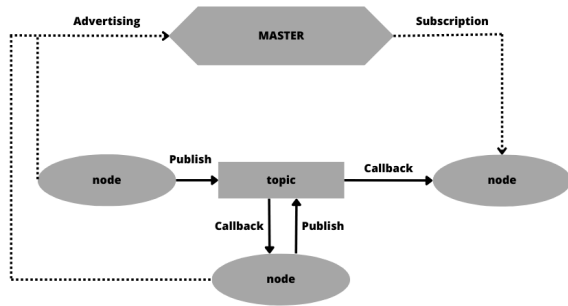 Advertising
MASTER
Subscription
Publish
Callback
node
topic
node
Callback
Publish
node